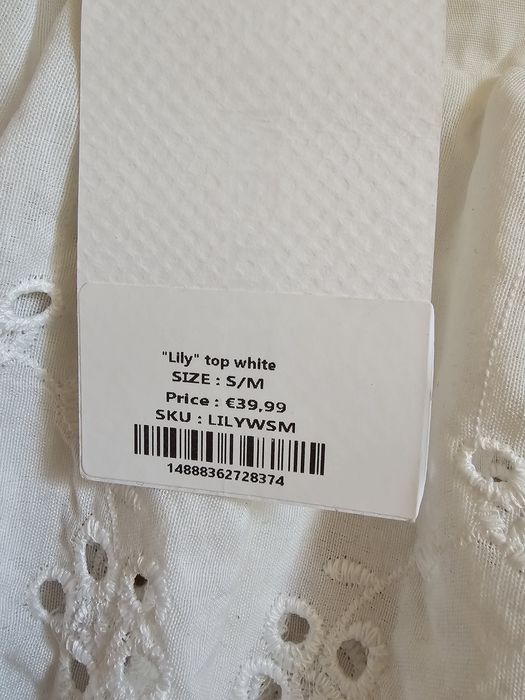 "Lily" top white
SIZE : S/M
Price : €39,99
SKU : LILYWSM
14888362728374